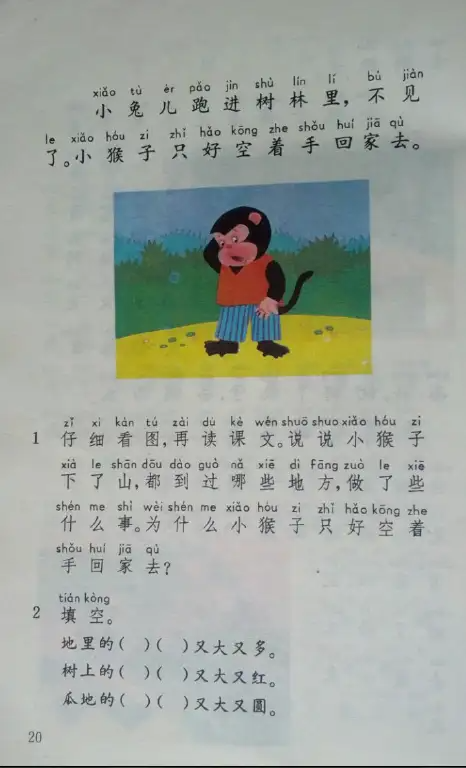 xiǎo tù ér pǎo jìn shù lín lǐ bú jiàn
小兔儿跑进树林里，不见
le xiǎo hóu zi zhǐ hǎo kōng zhe shǒu huí jiā qù
了。小猴子只好空着手回家去。
zǐ xì kàn tú zài dú kè wén shuō shuo xiǎo hóu zi
1 仔细看图，再读课文。说说小猴子
xià le shān dōu dào guò nǎ xiē dì fāng zuò le xiē
下了山，都到过哪些地方，做了些
shén me shì wèi shén me xiǎo hóu zi zhǐ hǎo kōng zhe
什么事。为什么小猴子只好空着
shǒu huí jiā qù
手回家去？
tián kòng
2 填空。
地里的( )( )又大又多。
树上的( )( )又大又红。
瓜地的( )( )又大又圆。
20